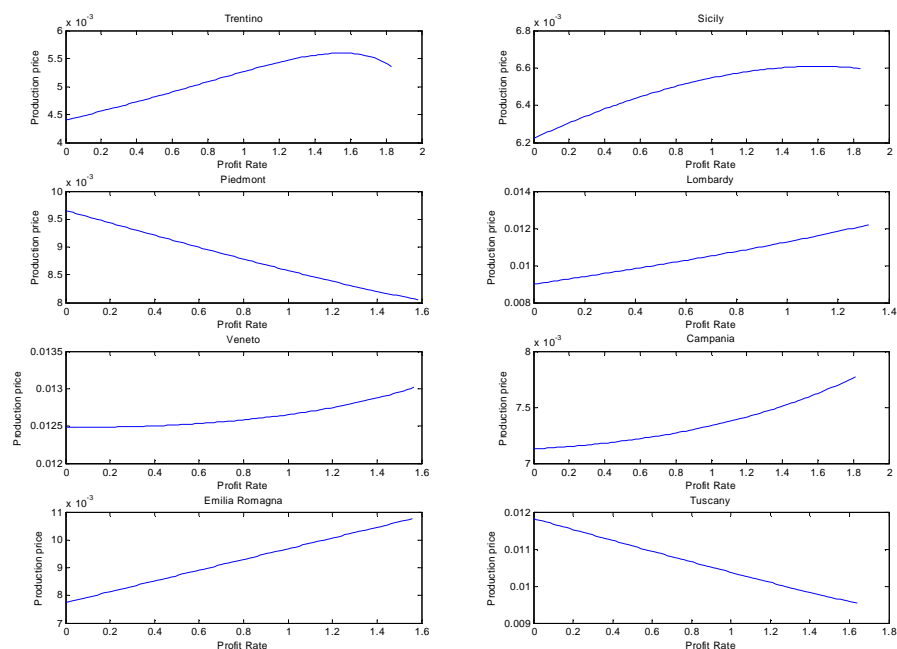 Trentino
x 10^-3
6
5.5
5
4.5
4
Production price
0 0.2 0.4 0.6 0.8 1 1.2 1.4 1.6 1.8 2
Profit Rate
Sicily
x 10^-3
6.8
6.6
6.4
6.2
Production price
0 0.2 0.4 0.6 0.8 1 1.2 1.4 1.6 1.8 2
Profit Rate
Piedmont
x 10^-3
10
9.5
9
8.5
8
Production price
0 0.2 0.4 0.6 0.8 1 1.2 1.4 1.6
Profit Rate
Lombardy
0.014
0.012
0.01
0.008
Production price
0 0.2 0.4 0.6 0.8 1 1.2 1.4
Profit Rate
Veneto
0.0135
0.013
0.0125
0.012
Production price
0 0.2 0.4 0.6 0.8 1 1.2 1.4 1.6
Profit Rate
Campania
x 10^-3
8
7.5
7
Production price
0 0.2 0.4 0.6 0.8 1 1.2 1.4 1.6 1.8 2
Profit Rate
Emilia Romagna
x 10^-3
11
10
9
8
7
Production price
0 0.2 0.4 0.6 0.8 1 1.2 1.4 1.6
Profit Rate
Tuscany
0.012
0.011
0.01
0.009
Production price
0 0.2 0.4 0.6 0.8 1 1.2 1.4 1.6 1.8
Profit Rate